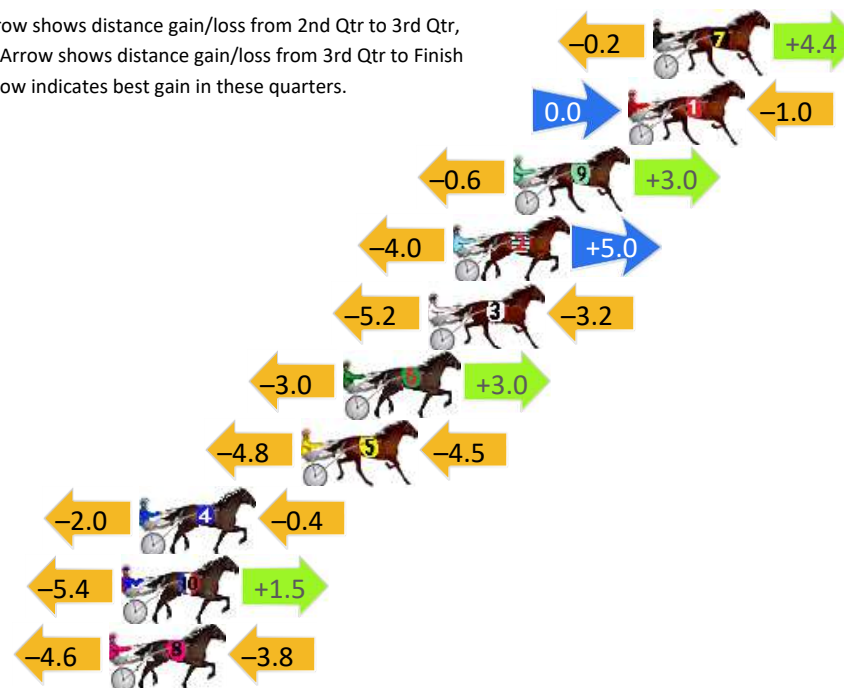 row shows distance gain/loss from 2nd Qtr to 3rd Qtr,
Arrow shows distance gain/loss from 3rd Qtr to Finish
ow indicates best gain in these quarters.
–0.2 7 +4.4
0.0 1 –1.0
–0.6 9 +3.0
–4.0 2 +5.0
–5.2 3 –3.2
–3.0 6 +3.0
–4.8 5 –4.5
–2.0 4 –0.4
–5.4 10 +1.5
–4.6 8 –3.8